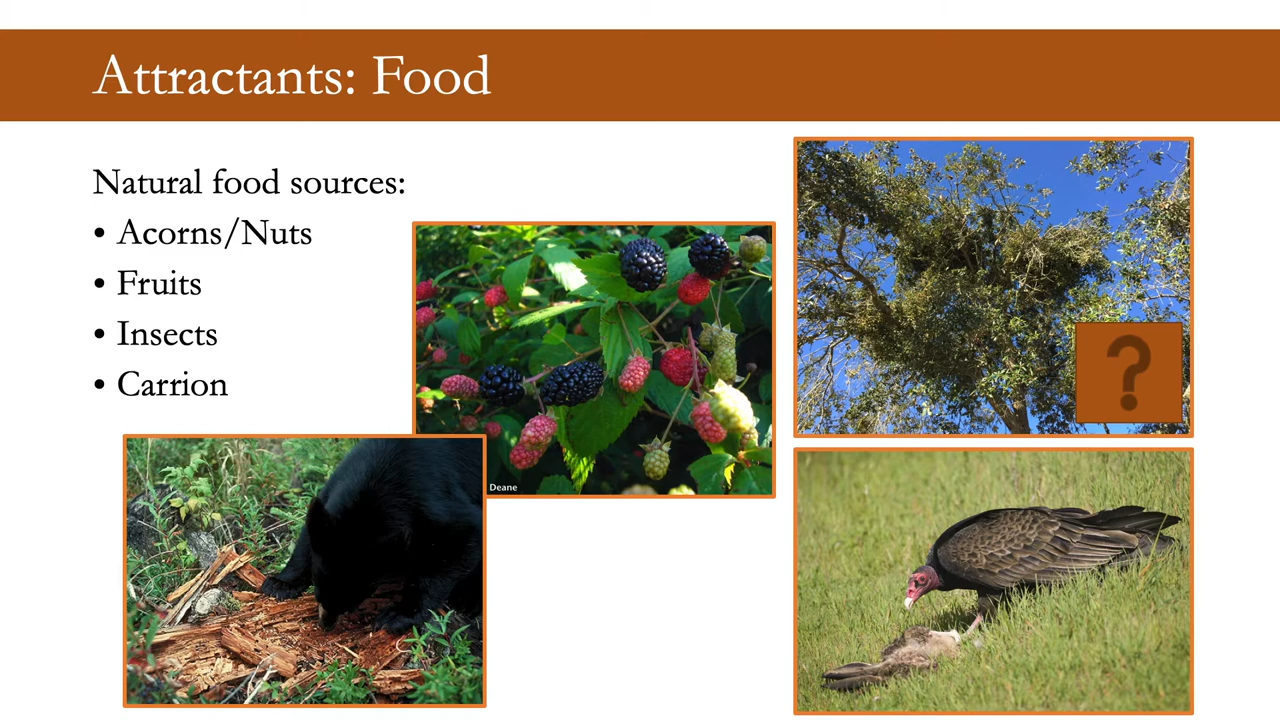 Attractants: Food
Natural food sources:
• Acorns/Nuts
• Fruits
• Insects
• Carrion
Deane
?